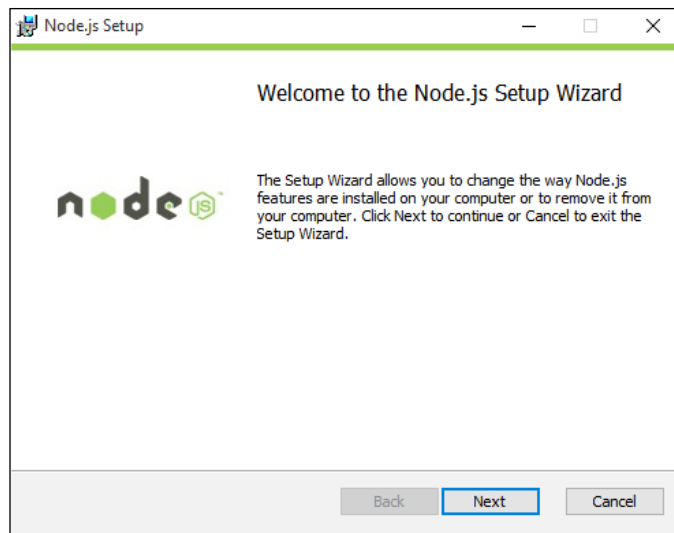 Node.js Setup
Welcome to the Node.js Setup Wizard
node JS™
The Setup Wizard allows you to change the way Node.js
features are installed on your computer or to remove it from
your computer. Click Next to continue or Cancel to exit the
Setup Wizard.
Back Next Cancel